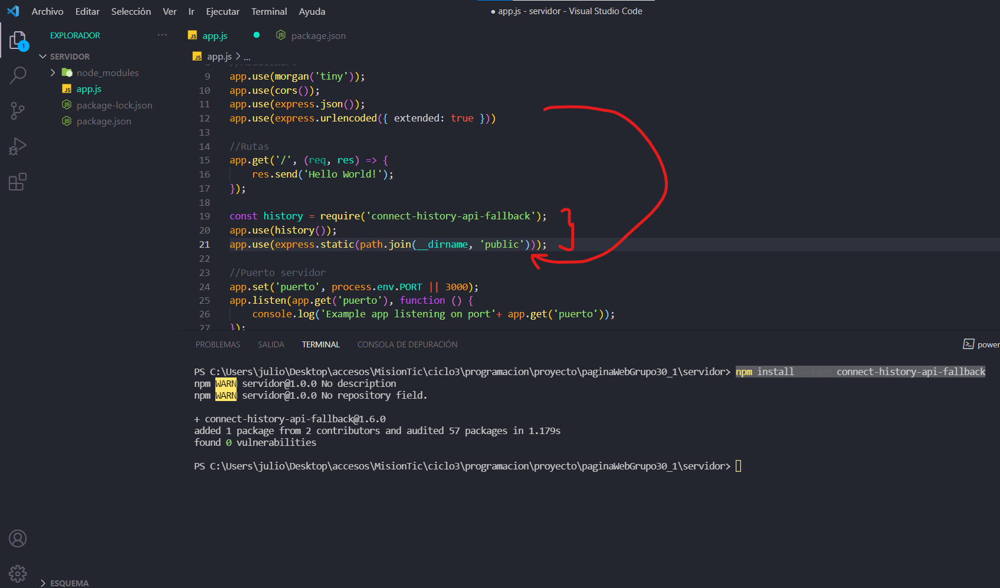 Archivo Editar Selección Ver Ir Ejecutar Terminal Ayuda
● app.js - servidor - Visual Studio Code
EXPLORADOR ···
1
SERVIDOR
node_modules
JS app.js
package-lock.json
package.json
JS app.js
package.json
JS app.js > ...
8 //Middleware
9 app.use(morgan('tiny'));
10 app.use(cors());
11 app.use(express.json());
12 app.use(express.urlencoded({ extended: true }))
13
14 //Rutas
15 app.get('/', (req, res) => {
16 res.send('Hello World!');
17 });
18
19 const history = require('connect-history-api-fallback');
20 app.use(history());
21 app.use(express.static(path.join(__dirname, 'public')));
22
23 //Puerto servidor
24 app.set('puerto', process.env.PORT || 3000);
25 app.listen(app.get('puerto'), function () {
26 console.log('Example app listening on port'+ app.get('puerto'));
27 });
PROBLEMAS SALIDA TERMINAL CONSOLA DE DEPURACIÓN
power
PS C:\Users\julio\Desktop\accesos\MisionTic\ciclo3\programacion\proyecto\paginaWebGrupo30_1\servidor> npm install --save connect-history-api-fallback
npm WARN servidor@1.0.0 No description
npm WARN servidor@1.0.0 No repository field.
+ connect-history-api-fallback@1.6.0
added 1 package from 2 contributors and audited 57 packages in 1.179s
found 0 vulnerabilities
PS C:\Users\julio\Desktop\accesos\MisionTic\ciclo3\programacion\proyecto\paginaWebGrupo30_1\servidor>
ESQUEMA